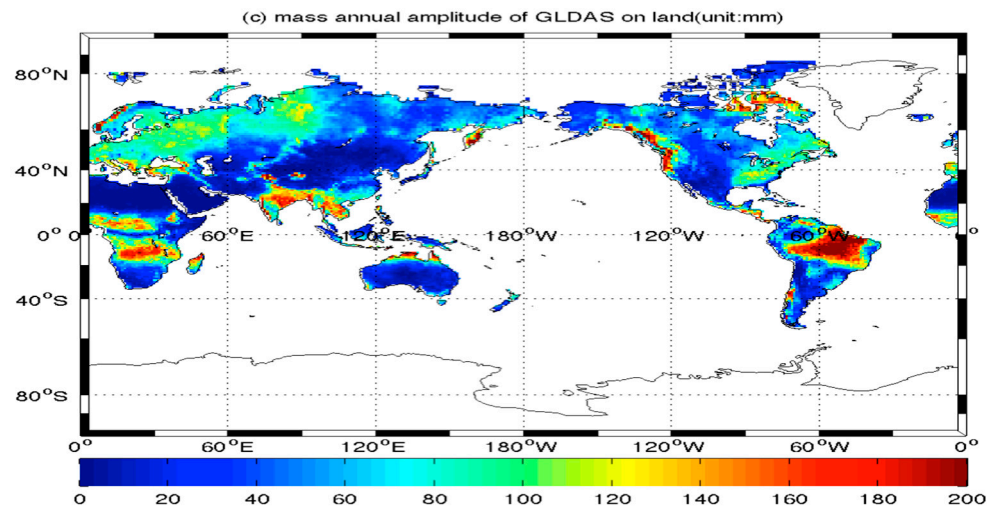 (c) mass annual amplitude of GLDAS on land(unit:mm)
80°N
40°N
0° 0 60°E 120°E 180°W 120°W 60°W 0
40°S
80°S
0° 60°E 120°E 180°W 120°W 60°W 0°
0 20 40 60 80 100 120 140 160 180 200